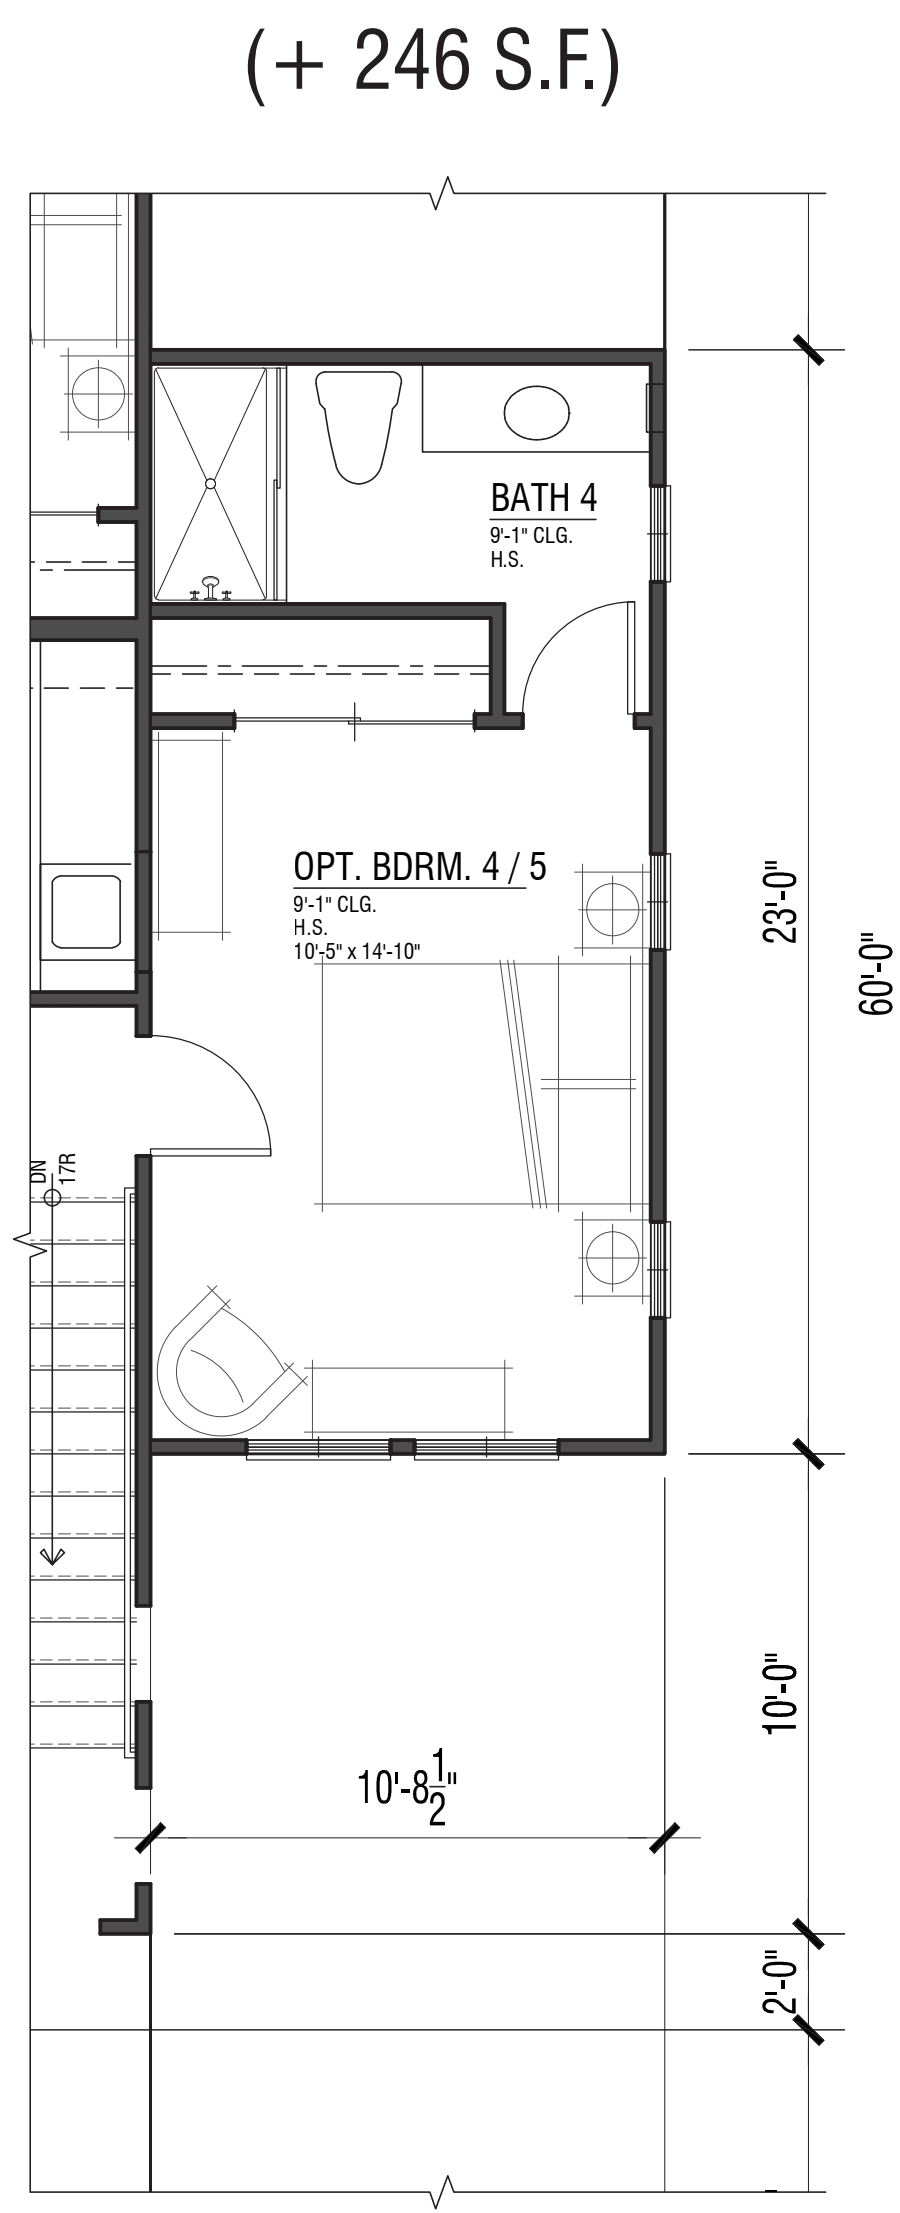 (+ 246 S.F.)
BATH 4
9'-1" CLG.
H.S.
OPT. BDRM. 4 / 5
9'-1" CLG.
H.S.
10'-5" x 14'-10"
23'-0"
60'-0"
DN
17R
10'-0"
10'-8 1/2"
2'-0"